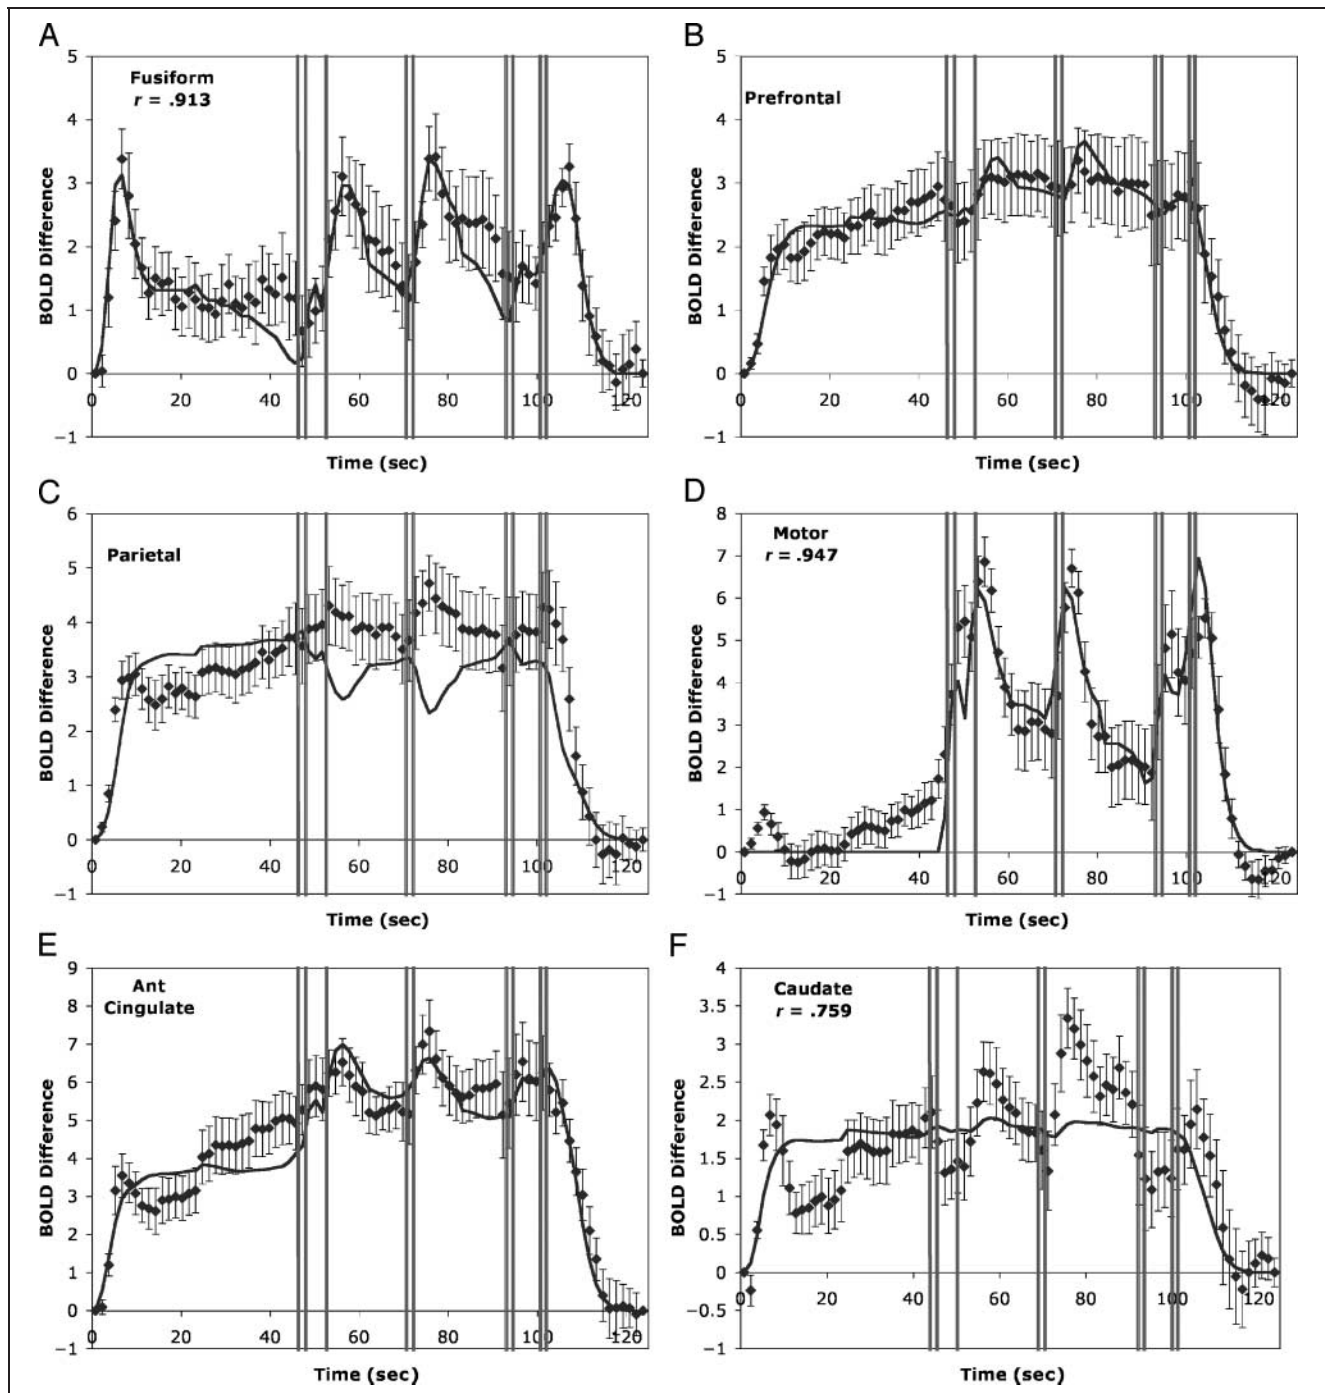 A
Fusiform
r = .913
5
4
3
2
1
0
−1
0 20 40 60 80 100 120
BOLD Difference
Time (sec)
B
Prefrontal
5
4
3
2
1
0
−1
0 20 40 60 80 100 120
BOLD Difference
Time (sec)
C
Parietal
6
5
4
3
2
1
0
−1
0 20 40 60 80 100 120
BOLD Difference
Time (sec)
D
Motor
r = .947
8
7
6
5
4
3
2
1
0
−1
0 20 40 60 80 100 120
BOLD Difference
Time (sec)
E
Ant
Cingulate
9
8
7
6
5
4
3
2
1
0
−1
0 20 40 60 80 100 120
BOLD Difference
Time (sec)
F
Caudate
r = .759
4
3.5
3
2.5
2
1.5
1
0.5
0
−0.5
−1
0 20 40 60 80 100 120
BOLD Difference
Time (sec)